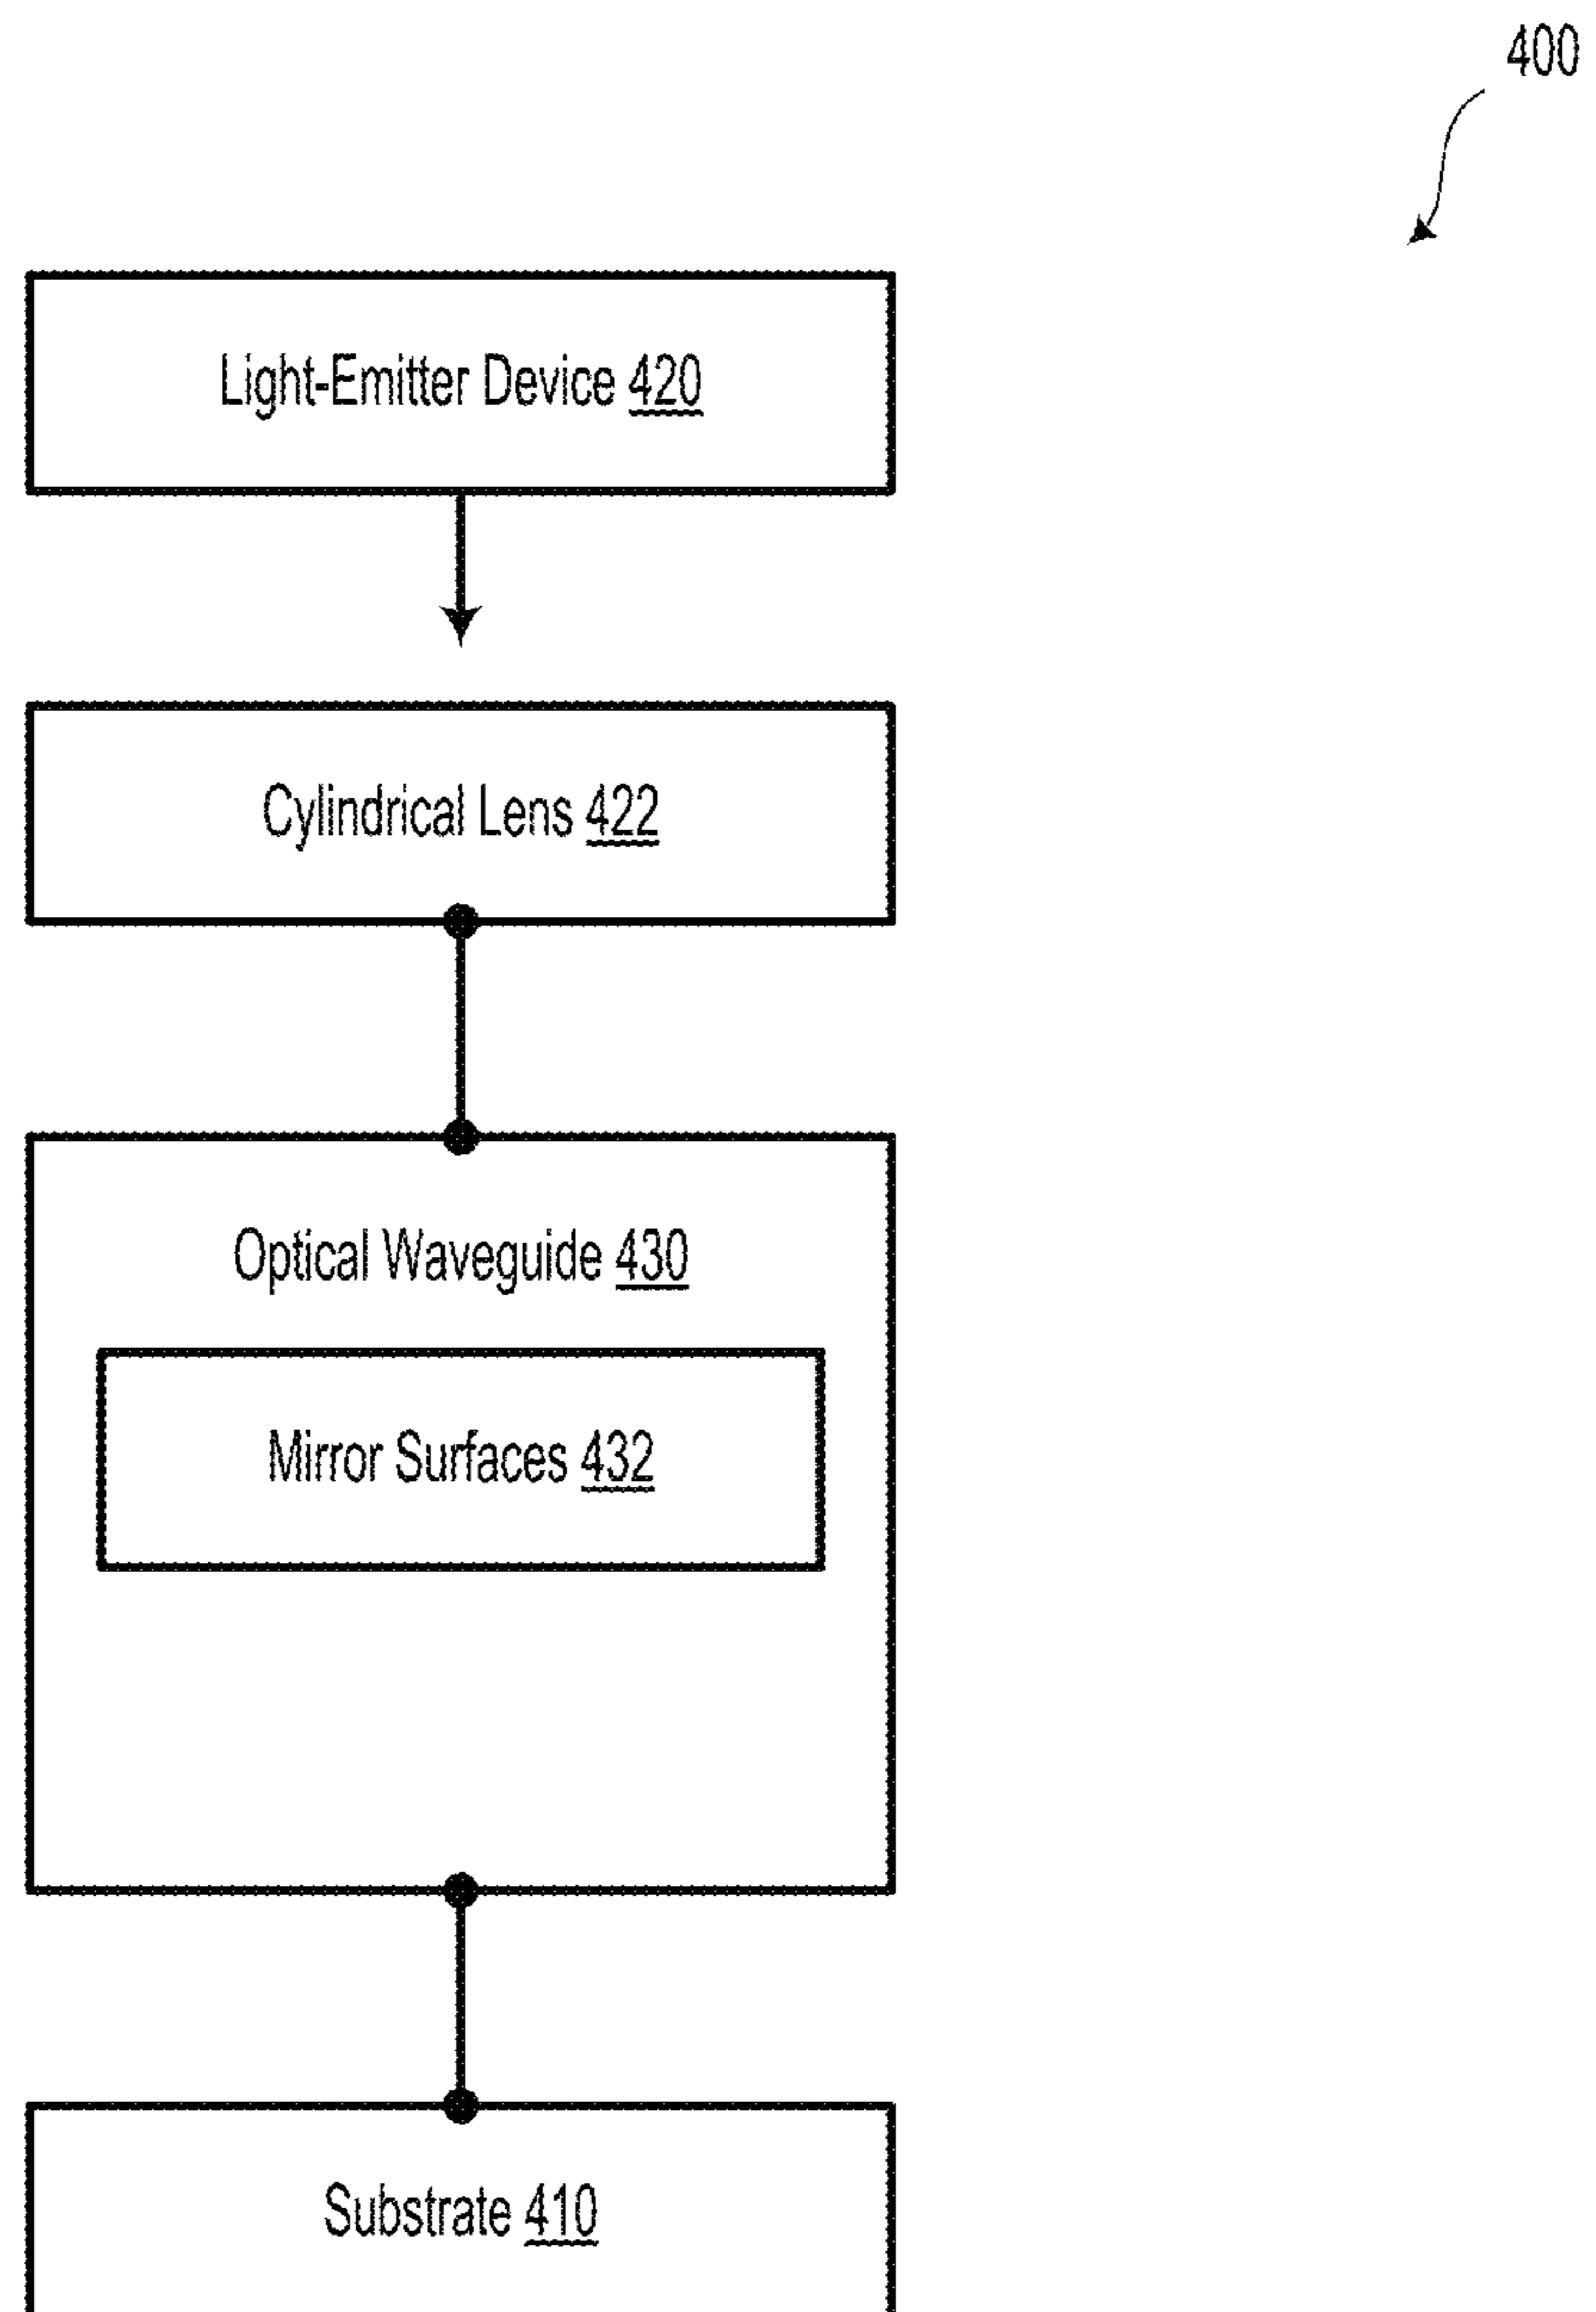 400
Light-Emitter Device 420
Cylindrical Lens 422
Optical Waveguide 430
Mirror Surfaces 432
Substrate 410